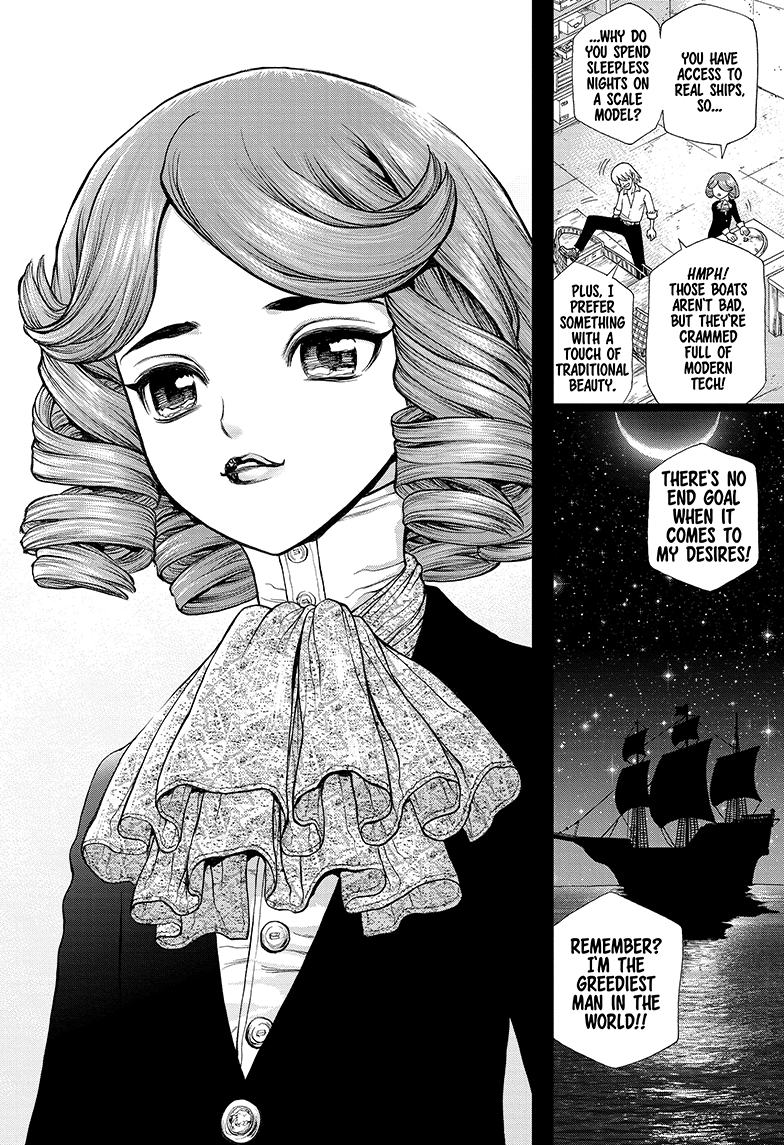 YOU HAVE
ACCESS TO
REAL SHIPS,
SO...
...WHY DO
YOU SPEND
SLEEPLESS
NIGHTS ON
A SCALE
MODEL?
HMPH!
THOSE BOATS
AREN'T BAD,
BUT THEY'RE
CRAMMED
FULL OF
MODERN
TECH!
PLUS, I
PREFER
SOMETHING
WITH A
TOUCH OF
TRADITIONAL
BEAUTY.
THERE'S NO
END GOAL
WHEN IT
COMES TO
MY DESIRES!
REMEMBER?
I'M THE
GREEDIEST
MAN IN THE
WORLD!!